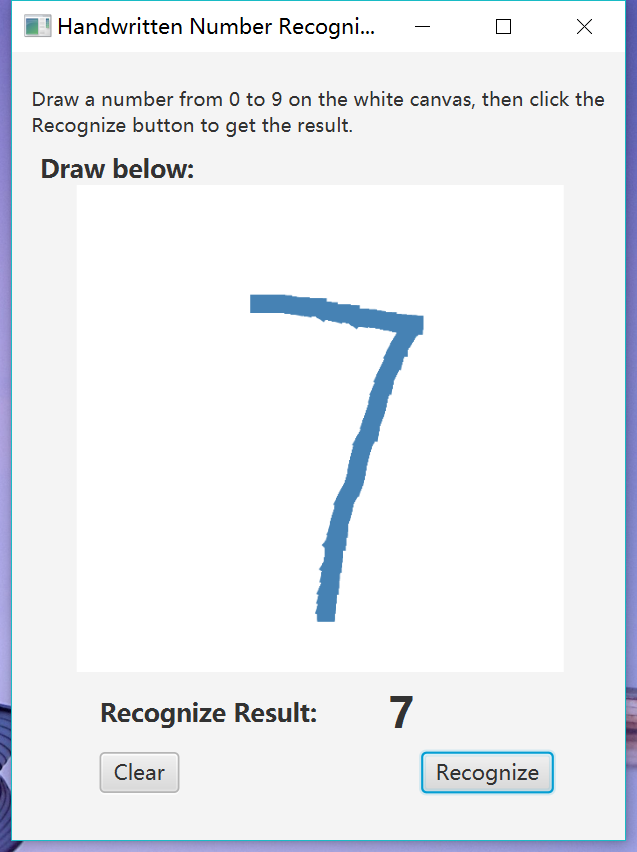 Handwritten Number Recogni...
Draw a number from 0 to 9 on the white canvas, then click the
Recognize button to get the result.
Draw below:
7
Recognize Result: 7
Clear Recognize